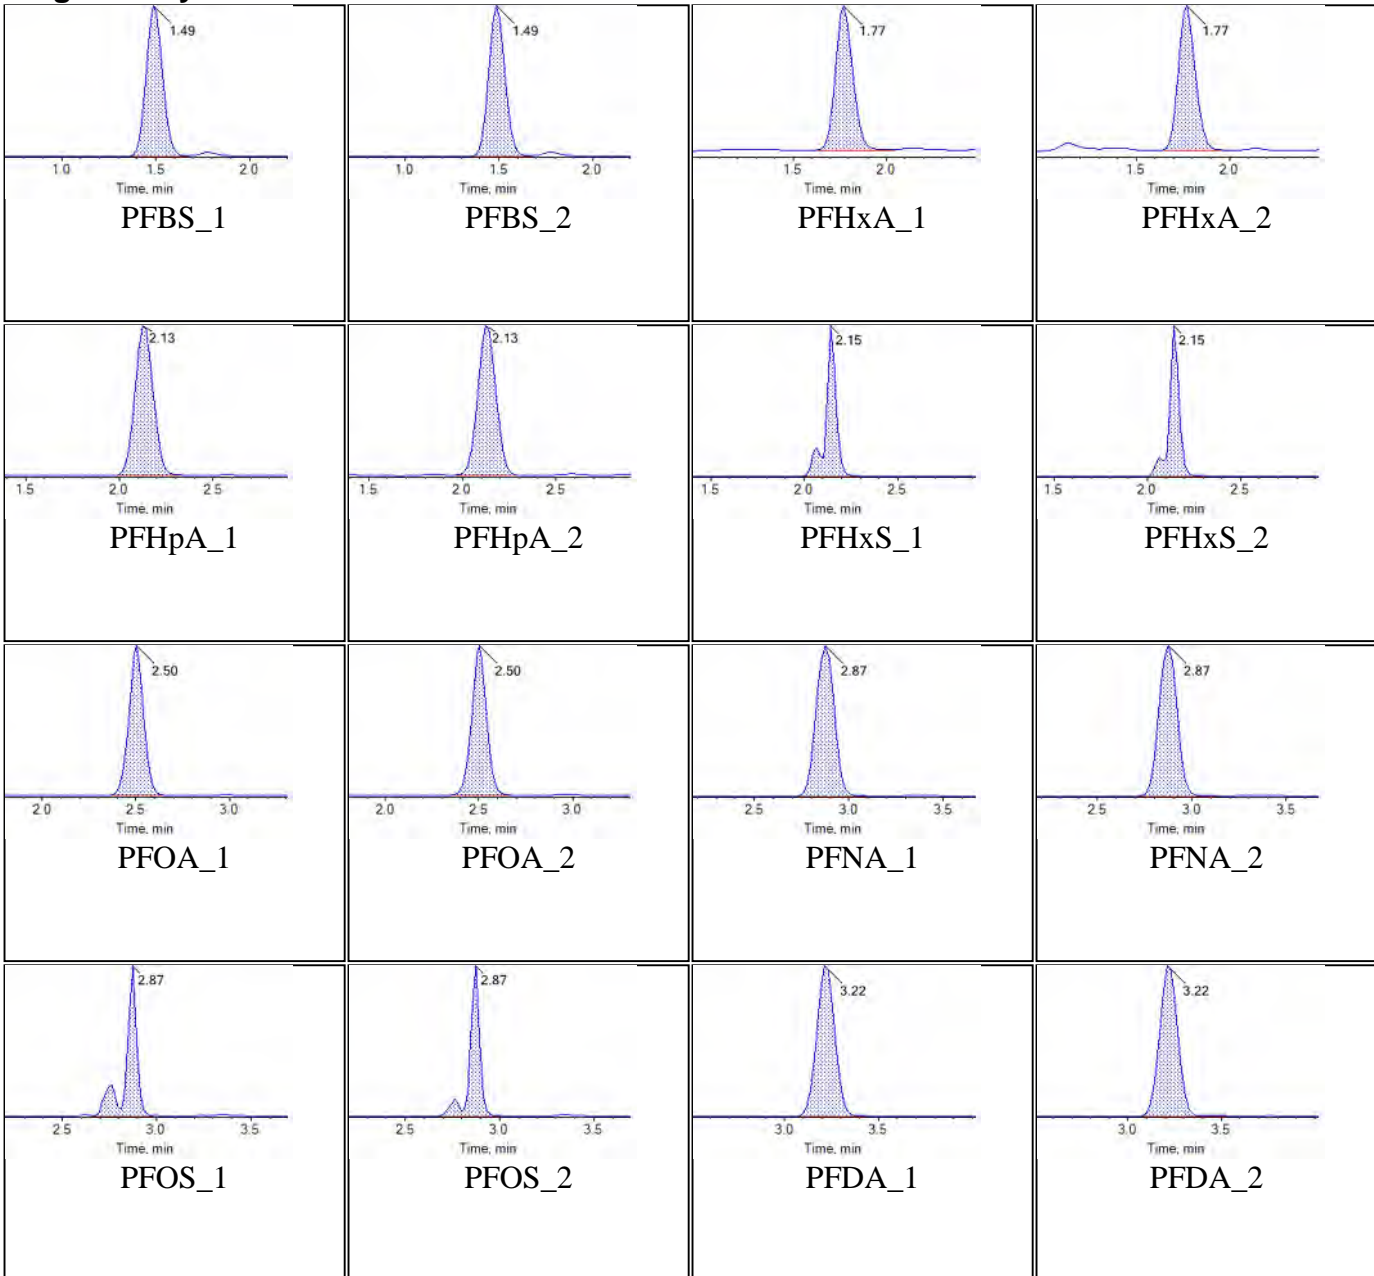 1.49
1.0 1.5 2.0
Time, min
PFBS_1
1.49
1.0 1.5 2.0
Time, min
PFBS_2
1.77
1.5 2.0
Time, min
PFHxA_1
1.77
1.5 2.0
Time, min
PFHxA_2
2.13
1.5 2.0 2.5
Time, min
PFHpA_1
2.13
1.5 2.0 2.5
Time, min
PFHpA_2
2.15
1.5 2.0 2.5
Time, min
PFHxS_1
2.15
1.5 2.0 2.5
Time, min
PFHxS_2
2.50
2.0 2.5 3.0
Time, min
PFOA_1
2.50
2.0 2.5 3.0
Time, min
PFOA_2
2.87
2.5 3.0 3.5
Time, min
PFNA_1
2.87
2.5 3.0 3.5
Time, min
PFNA_2
2.87
2.5 3.0 3.5
Time, min
PFOS_1
2.87
2.5 3.0 3.5
Time, min
PFOS_2
3.22
3.0 3.5
Time, min
PFDA_1
3.22
3.0 3.5
Time, min
PFDA_2